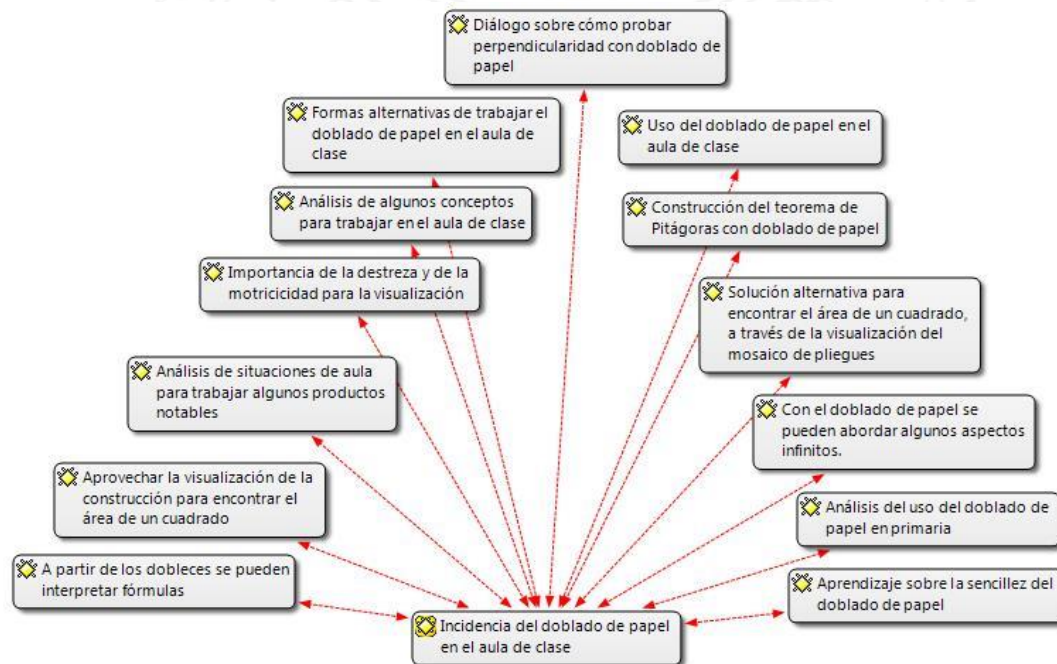 Diálogo sobre cómo probar
perpendicularidad con doblado de
papel
Formas alternativas de trabajar el
doblado de papel en el aula de
clase
Uso del doblado de papel en el
aula de clase
Análisis de algunos conceptos
para trabajar en el aula de clase
Construcción del teorema de
Pitágoras con doblado de papel
Importancia de la destreza y de la
motricicidad para la visualización
Solución alternativa para
encontrar el área de un cuadrado,
a través de la visualización del
mosaico de pliegues
Análisis de situaciones de aula
para trabajar algunos productos
notables
Con el doblado de papel se
pueden abordar algunos aspectos
infinitos.
Aprovechar la visualización de la
construcción para encontrar el
área de un cuadrado
Análisis del uso del doblado de
papel en primaria
A partir de los dobleces se pueden
interpretar fórmulas
Aprendizaje sobre la sencillez del
doblado de papel
Incidencia del doblado de papel
en el aula de clase